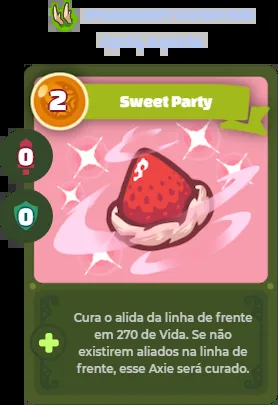 2
Sweet Party
0
0
Cura o alida da linha de frente
em 270 de Vida. Se não
existirem aliados na linha de
frente, esse Axie será curado.